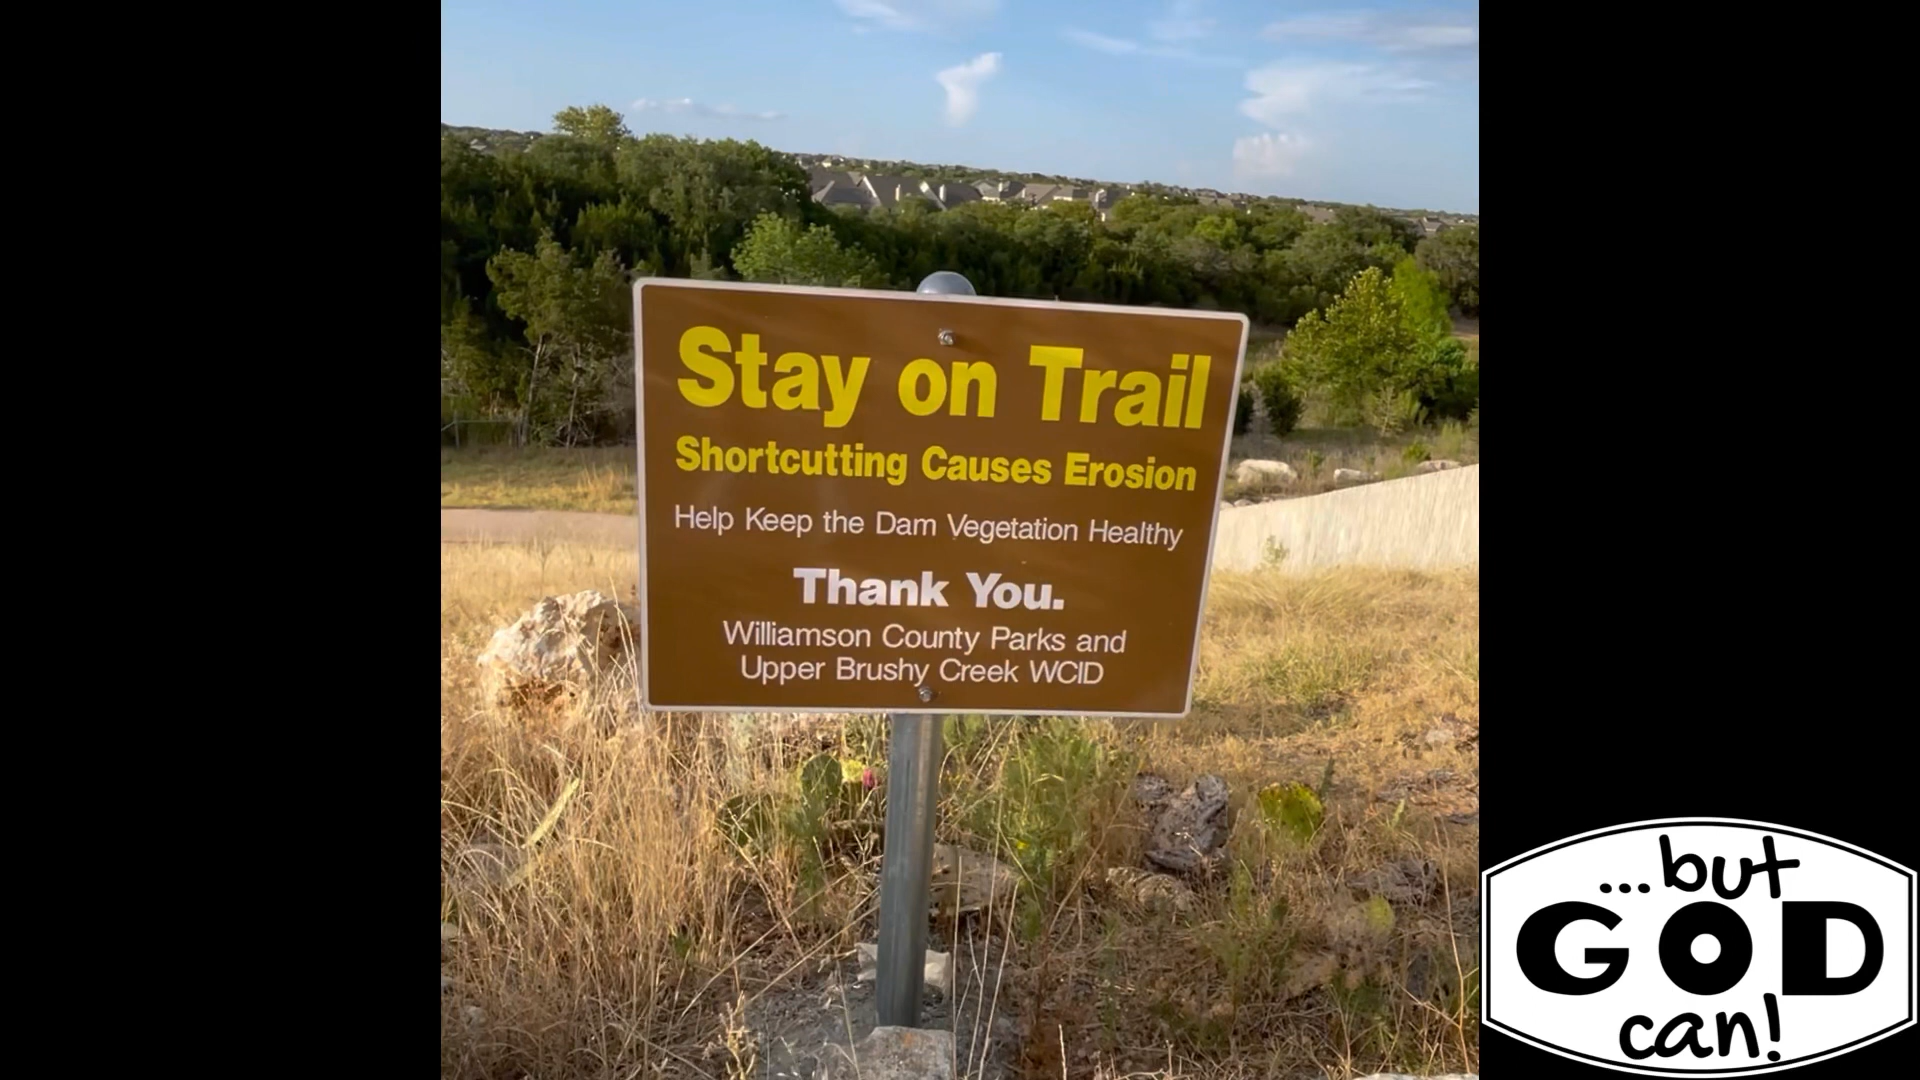 Stay on Trail
Shortcutting Causes Erosion
Help Keep the Dam Vegetation Healthy
Thank You.
Williamson County Parks and
Upper Brushy Creek WCID
...but
GOD
can!